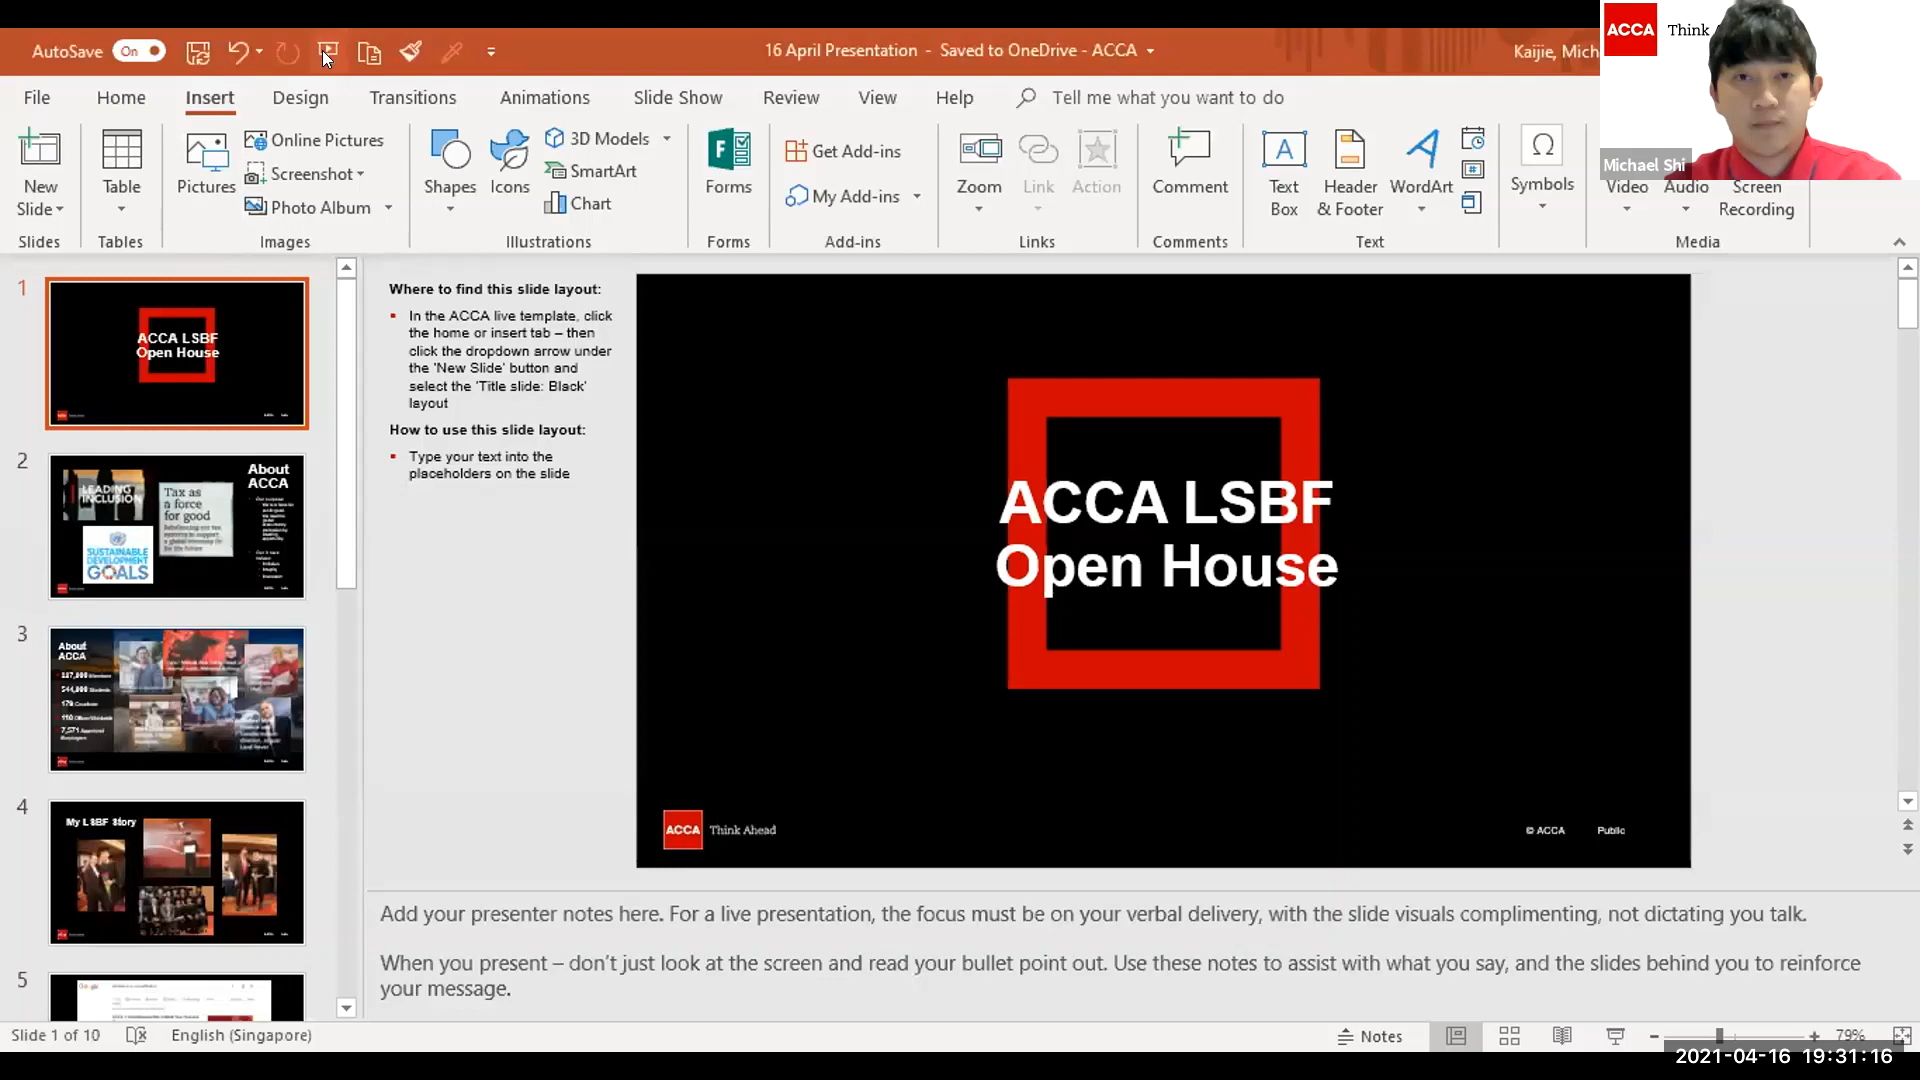 AutoSave On
16 April Presentation - Saved to OneDrive - ACCA
Kaijie, Mich
ACCA Think A
Michael Shi
File Home Insert Design Transitions Animations Slide Show Review View Help Tell me what you want to do
New Slide
Slides
Table
Tables
Pictures
Online Pictures
Screenshot
Photo Album
Images
Shapes
Icons
3D Models
SmartArt
Chart
Illustrations
Forms
Forms
Get Add-ins
My Add-ins
Add-ins
Zoom
Link
Action
Links
Comment
Comments
Text Box
Header & Footer
WordArt
Text
Symbols
Video
Audio
Screen Recording
Media
1
ACCA LSBF
Open House
2
LEADING
INCLUSION
Tax as
a force
for good
SUSTAINABLE
DEVELOPMENT
GOALS
About
ACCA
3
About
ACCA
4
My LSBF Story
5
Where to find this slide layout:
In the ACCA live template, click
the home or insert tab – then
click the dropdown arrow under
the 'New Slide' button and
select the 'Title slide: Black'
layout
How to use this slide layout:
Type your text into the
placeholders on the slide
ACCA LSBF
Open House
ACCA Think Ahead
© ACCA Public
Add your presenter notes here. For a live presentation, the focus must be on your verbal delivery, with the slide visuals complimenting, not dictating you talk.
When you present – don't just look at the screen and read your bullet point out. Use these notes to assist with what you say, and the slides behind you to reinforce
your message.
Slide 1 of 10 English (Singapore) Notes 79%
2021-04-16 19:31:16